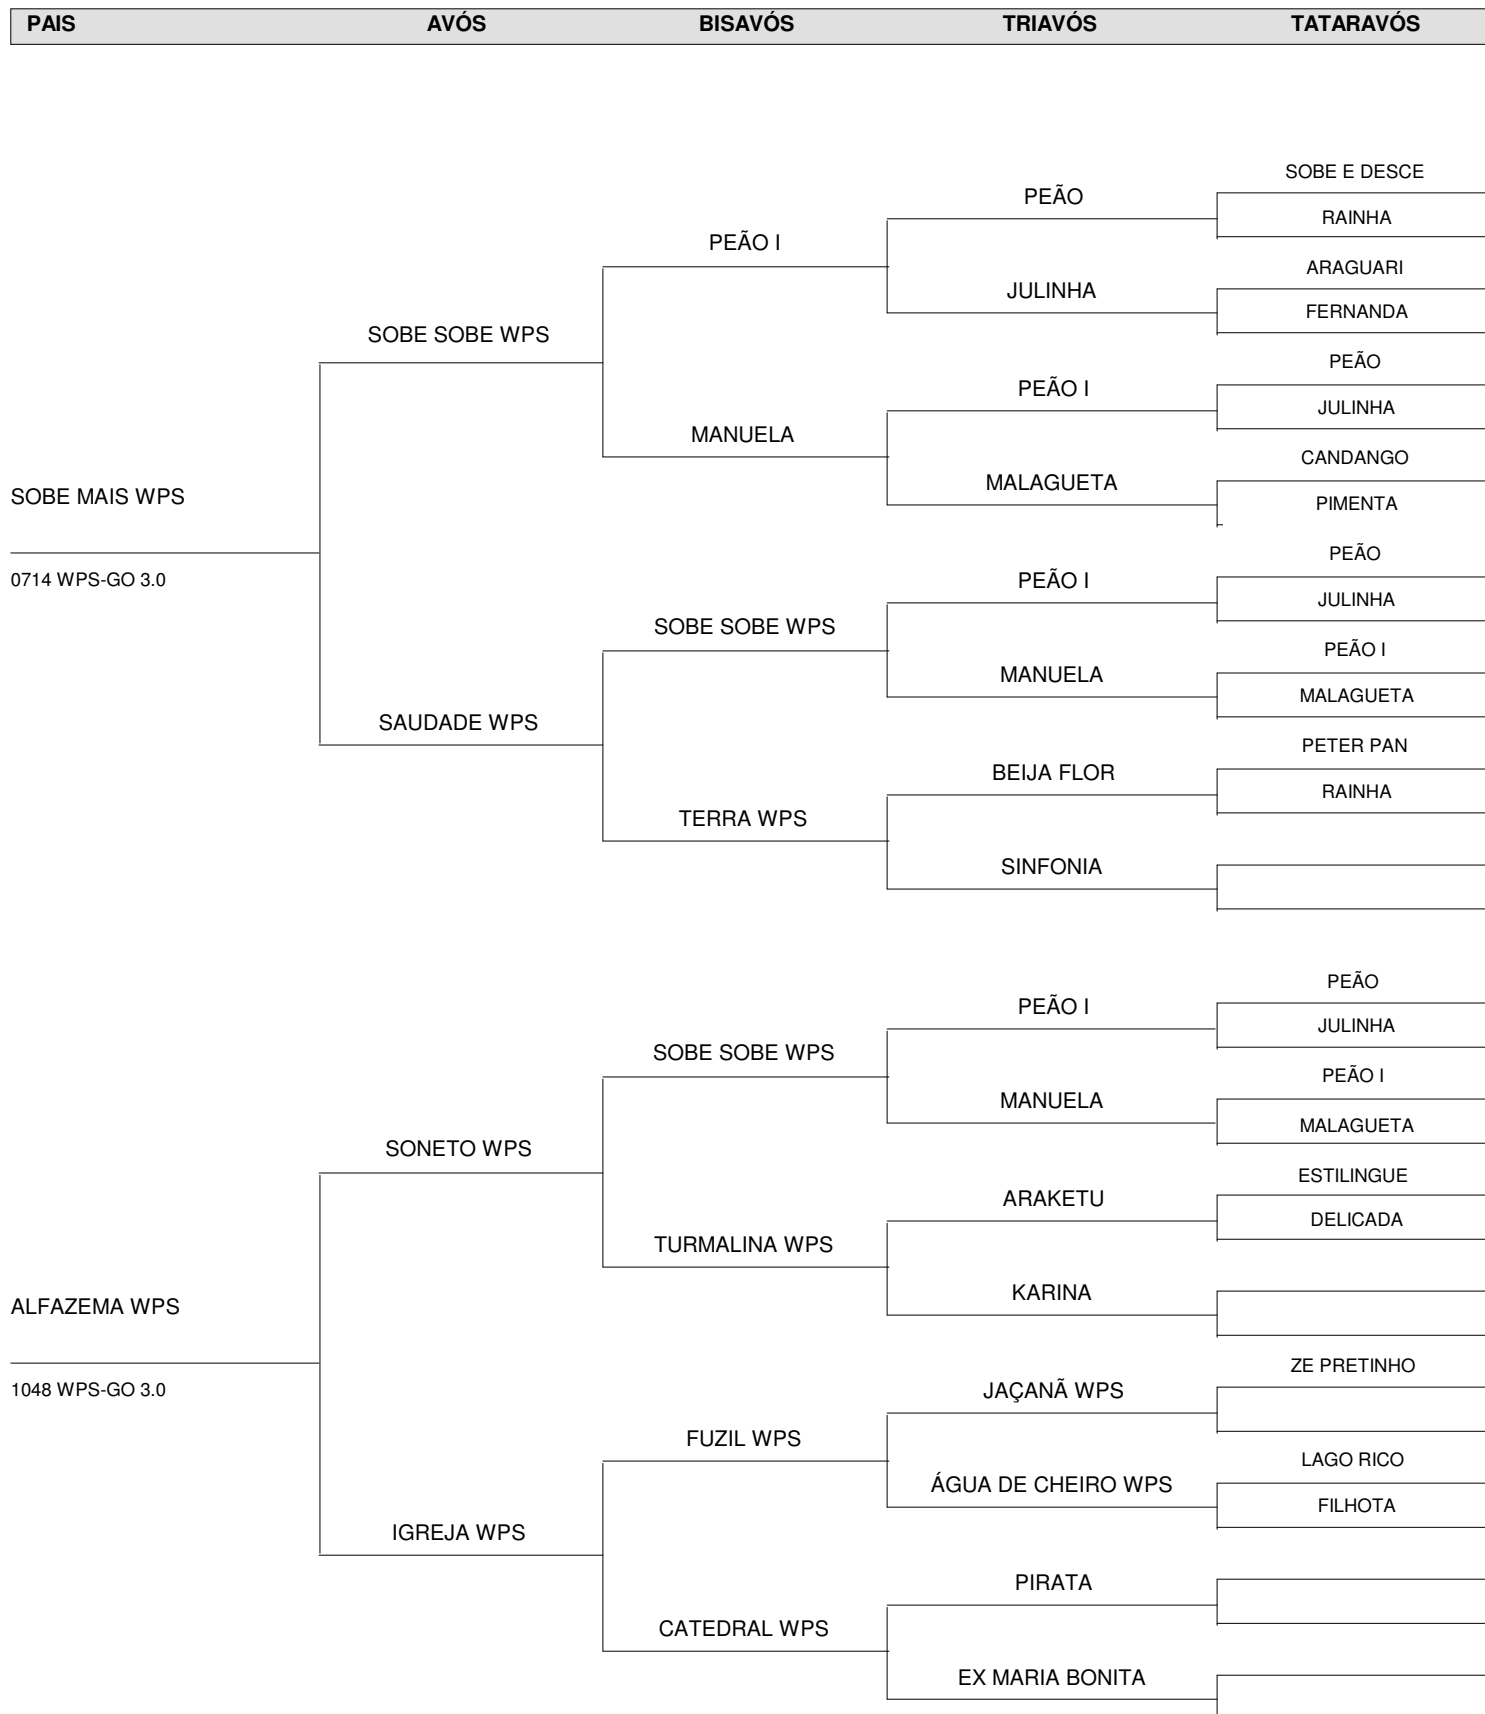 PAIS AVÓS BISAVÓS TRIAVÓS TATARAVÓS
SOBE E DESCE
PEÃO
RAINHA
PEÃO I
ARAGUARI
JULINHA
FERNANDA
SOBE SOBE WPS
PEÃO
PEÃO I
JULINHA
MANUELA
CANDANGO
MALAGUETA
SOBE MAIS WPS
PIMENTA
PEÃO
0714 WPS-GO 3.0
PEÃO I
JULINHA
SOBE SOBE WPS
PEÃO I
MANUELA
MALAGUETA
SAUDADE WPS
PETER PAN
BEIJA FLOR
RAINHA
TERRA WPS
SINFONIA
PEÃO
PEÃO I
JULINHA
SOBE SOBE WPS
PEÃO I
MANUELA
MALAGUETA
SONETO WPS
ESTILINGUE
ARAKETU
DELICADA
TURMALINA WPS
KARINA
ALFAZEMA WPS
ZE PRETINHO
1048 WPS-GO 3.0
JAÇANÃ WPS
FUZIL WPS
LAGO RICO
ÁGUA DE CHEIRO WPS
FILHOTA
IGREJA WPS
PIRATA
CATEDRAL WPS
EX MARIA BONITA